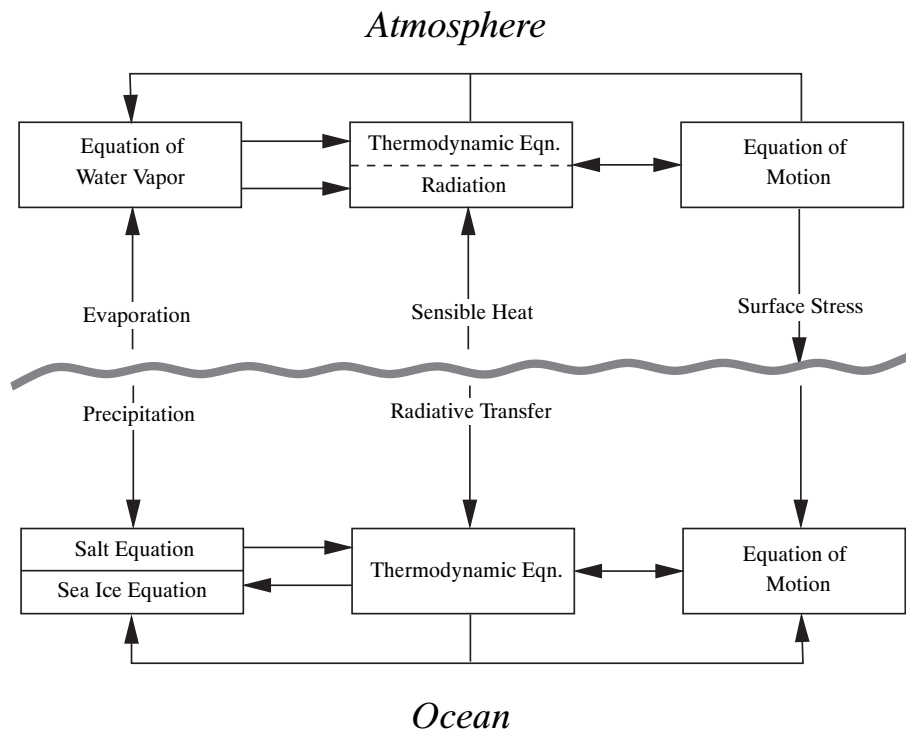 Atmosphere
Equation of
Water Vapor
Thermodynamic Eqn.
Radiation
Equation of
Motion
Evaporation
Sensible Heat
Surface Stress
Precipitation
Radiative Transfer
Salt Equation
Sea Ice Equation
Thermodynamic Eqn.
Equation of
Motion
Ocean